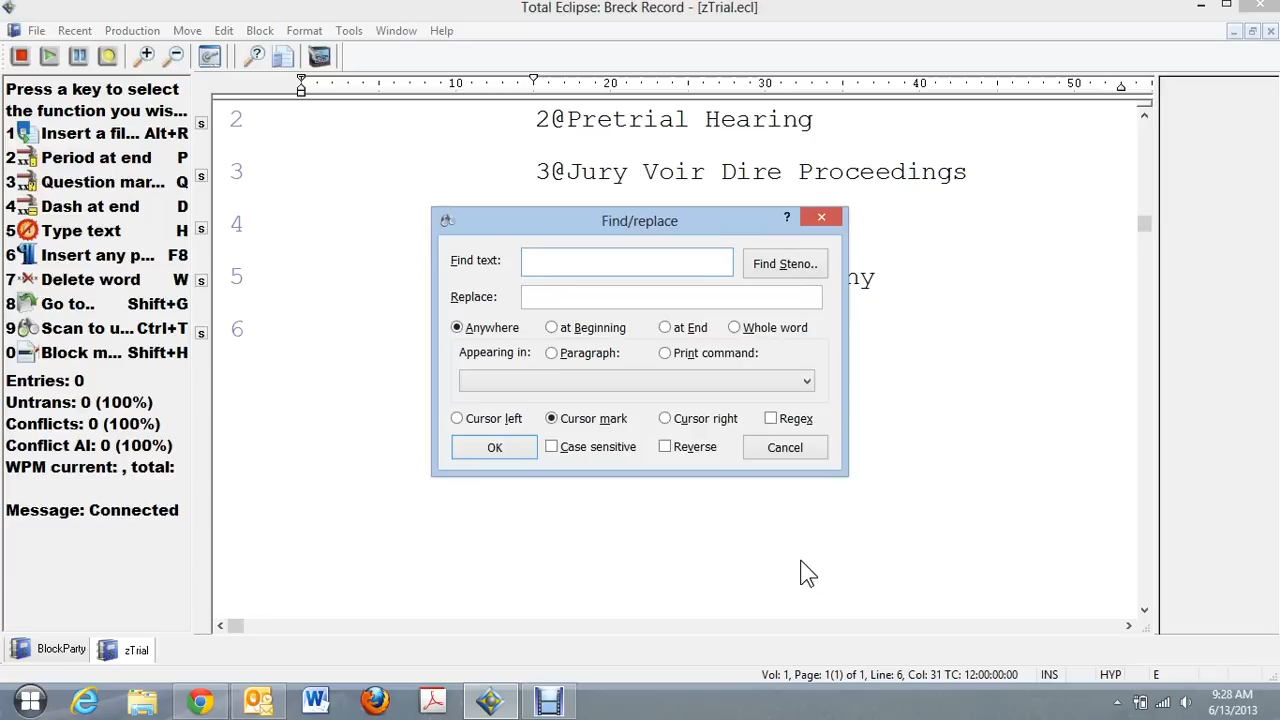 Total Eclipse: Breck Record - [zTrial.ecl]
File Recent Production Move Edit Block Format Tools Window Help
Press a key to select
the function you wis...
1 Insert a fil... Alt+R
2 Period at end P
3 Question mar... Q
4 Dash at end D
5 Type text H
6 Insert any p... F8
7 Delete word W
8 Go to.. Shift+G
9 Scan to u... Ctrl+T
0 Block m... Shift+H
Entries: 0
Untrans: 0 (100%)
Conflicts: 0 (100%)
Conflict AI: 0 (100%)
WPM current: , total:
Message: Connected
10 20 30 40 50
s 2 2@Pretrial Hearing
s 3 3@Jury Voir Dire Proceedings
s 4
s 5 ny
s 6
Find/replace ?
Find text: Find Steno..
Replace:
Anywhere at Beginning at End Whole word
Appearing in: Paragraph: Print command:
Cursor left Cursor mark Cursor right Regex
OK Case sensitive Reverse Cancel
BlockParty zTrial
Vol: 1, Page: 1(1) of 1, Line: 6, Col: 31 TC: 12:00:00:00 INS HYP E
9:28 AM
6/13/2013